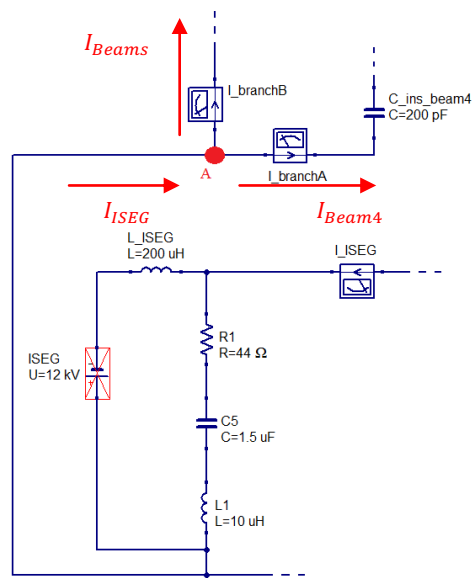 I_Beams
I_branchB
C_ins_beam4
C=200 pF
A
I_branchA
I_ISEG
I_Beam4
L_ISEG
L=200 uH
I_ISEG
R1
R=44 Ω
ISEG
U=12 kV
-
+
C5
C=1.5 uF
L1
L=10 uH